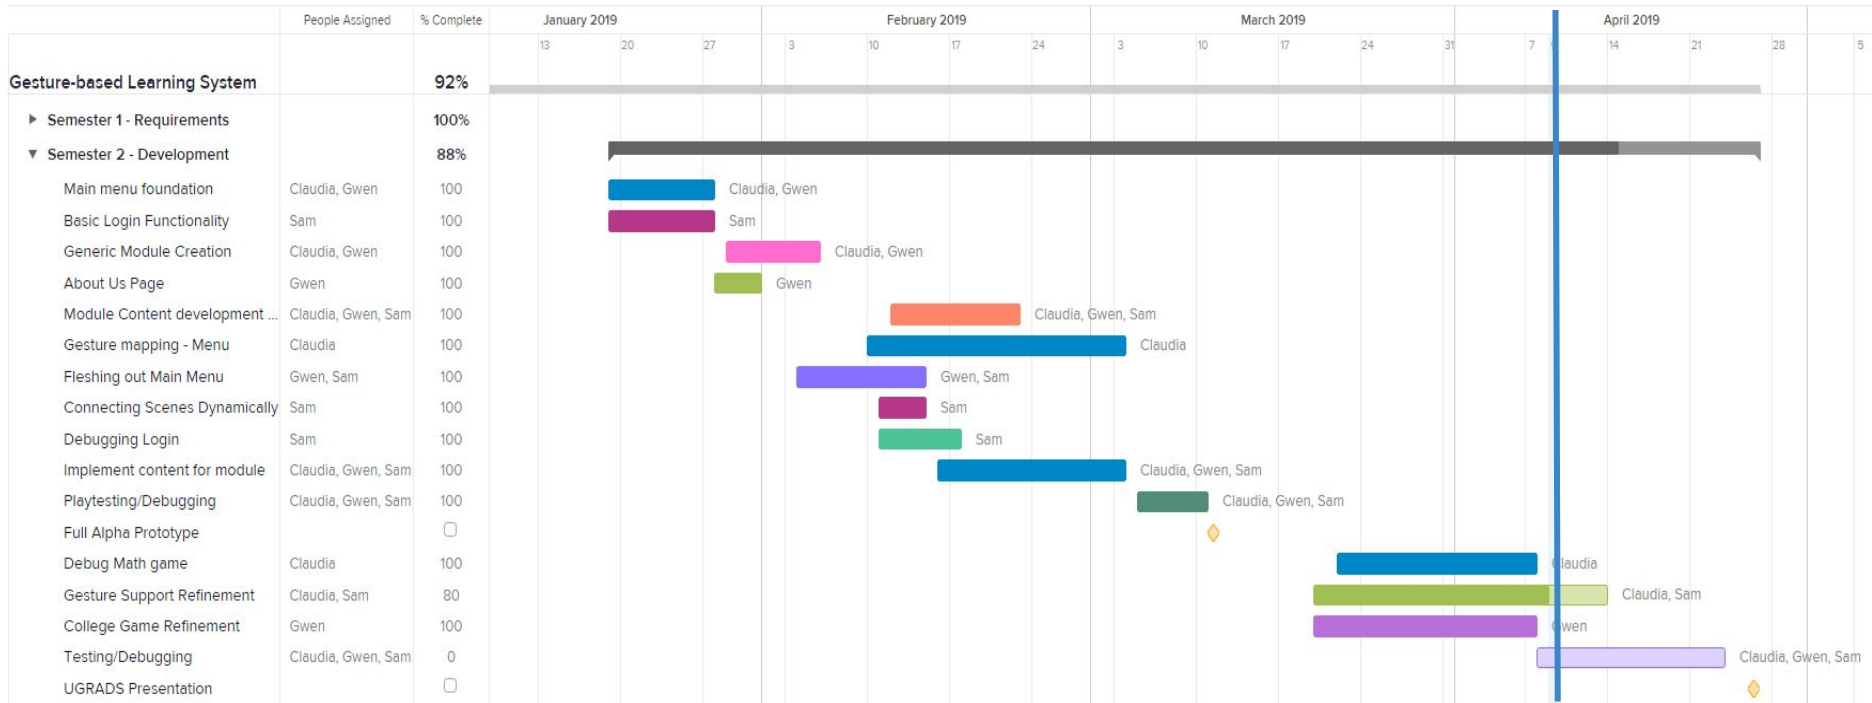 People Assigned % Complete January 2019 February 2019 March 2019 April 2019
13 20 27 3 10 17 24 3 10 17 24 31 7 14 21 28 5
Gesture-based Learning System 92%
Semester 1 - Requirements 100%
Semester 2 - Development 88%
Main menu foundation Claudia, Gwen 100 Claudia, Gwen
Basic Login Functionality Sam 100 Sam
Generic Module Creation Claudia, Gwen 100 Claudia, Gwen
About Us Page Gwen 100 Gwen
Module Content development ... Claudia, Gwen, Sam 100 Claudia, Gwen, Sam
Gesture mapping - Menu Claudia 100 Claudia
Fleshing out Main Menu Gwen, Sam 100 Gwen, Sam
Connecting Scenes Dynamically Sam 100 Sam
Debugging Login Sam 100 Sam
Implement content for module Claudia, Gwen, Sam 100 Claudia, Gwen, Sam
Playtesting/Debugging Claudia, Gwen, Sam 100 Claudia, Gwen, Sam
Full Alpha Prototype
Debug Math game Claudia 100 Claudia
Gesture Support Refinement Claudia, Sam 80 Claudia, Sam
College Game Refinement Gwen 100 Gwen
Testing/Debugging Claudia, Gwen, Sam 0 Claudia, Gwen, Sam
UGRADS Presentation